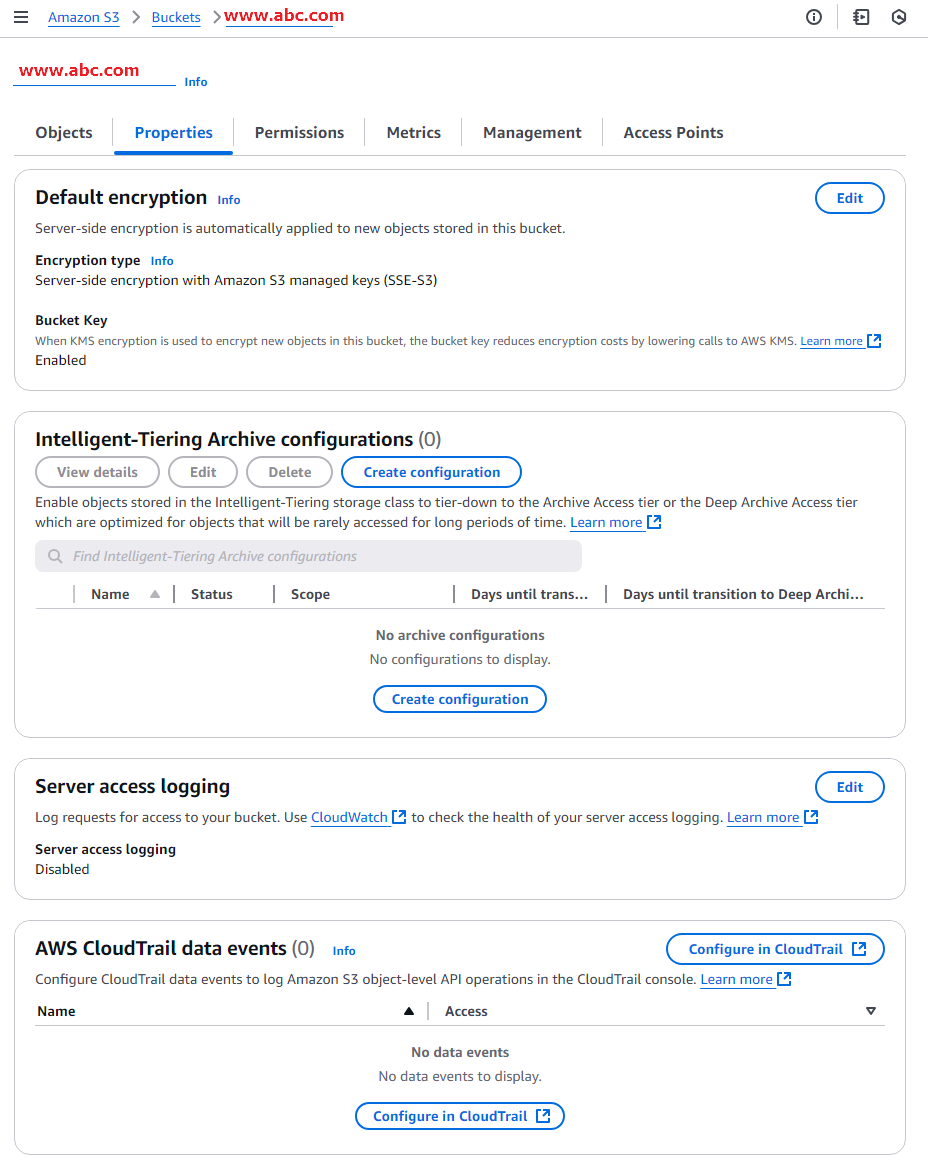 Amazon S3 > Buckets > www.abc.com
www.abc.com Info
Objects Properties Permissions Metrics Management Access Points
Default encryption Info Edit
Server-side encryption is automatically applied to new objects stored in this bucket.
Encryption type Info
Server-side encryption with Amazon S3 managed keys (SSE-S3)
Bucket Key
When KMS encryption is used to encrypt new objects in this bucket, the bucket key reduces encryption costs by lowering calls to AWS KMS. Learn more
Enabled
Intelligent-Tiering Archive configurations (0)
View details Edit Delete Create configuration
Enable objects stored in the Intelligent-Tiering storage class to tier-down to the Archive Access tier or the Deep Archive Access tier
which are optimized for objects that will be rarely accessed for long periods of time. Learn more
Find Intelligent-Tiering Archive configurations
Name Status Scope Days until trans... Days until transition to Deep Archi...
No archive configurations
No configurations to display.
Create configuration
Server access logging Edit
Log requests for access to your bucket. Use CloudWatch to check the health of your server access logging. Learn more
Server access logging
Disabled
AWS CloudTrail data events (0) Info Configure in CloudTrail
Configure CloudTrail data events to log Amazon S3 object-level API operations in the CloudTrail console. Learn more
Name Access
No data events
No data events to display.
Configure in CloudTrail